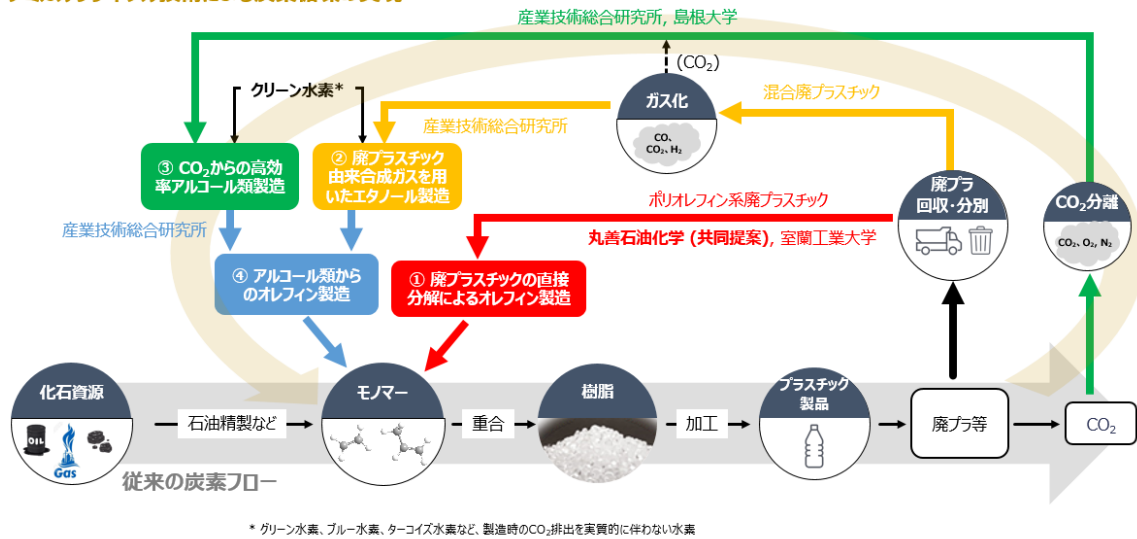 産業技術総合研究所, 島根大学
(CO₂)
クリーン水素*
ガス化
CO、
CO₂、H₂
混合廃プラスチック
産業技術総合研究所
③ CO₂からの高効
率アルコール類製造
② 廃プラスチック
由来合成ガスを用
いたエタノール製造
廃プラ
回収・分別
CO₂分離
CO₂, O₂, N₂
ポリオレフィン系廃プラスチック
丸善石油化学 (共同提案), 室蘭工業大学
産業技術総合研究所
④ アルコール類から
のオレフィン製造
① 廃プラスチックの直接
分解によるオレフィン製造
化石資源
OIL
Gas
石油精製など
モノマー
重合
樹脂
加工
プラスチック
製品
廃プラ等
CO₂
従来の炭素フロー
* グリーン水素、ブルー水素、ターコイズ水素など、製造時のCO₂排出を実質的に伴わない水素